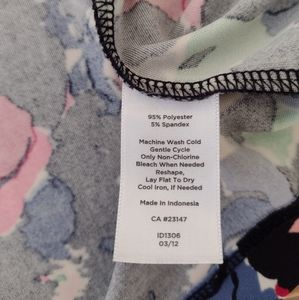 95% Polyester
5% Spandex
Machine Wash Cold
Gentle Cycle
Only Non-Chlorine
Bleach When Needed
Reshape,
Lay Flat To Dry
Cool Iron, If Needed
Made In Indonesia
CA #23147
ID1306
03/12